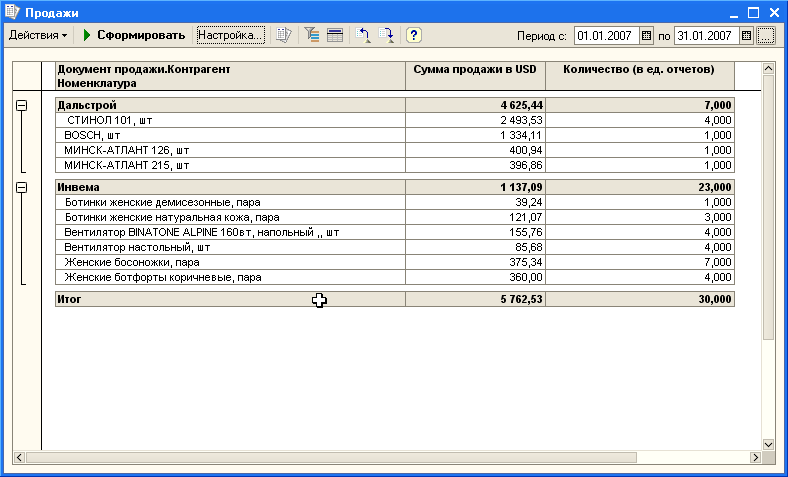 Продажи
Действия Сформировать Настройка... ? Период с: 01.01.2007 по 31.01.2007 ...
Документ продажи.Контрагент Сумма продажи в USD Количество (в ед. отчетов)
Номенклатура
Дальстрой 4 625,44 7,000
СТИНОЛ 101, шт 2 493,53 4,000
BOSCH, шт 1 334,11 1,000
МИНСК-АТЛАНТ 126, шт 400,94 1,000
МИНСК-АТЛАНТ 215, шт 396,86 1,000
Инвема 1 137,09 23,000
Ботинки женские демисезонные, пара 39,24 1,000
Ботинки женские натуральная кожа, пара 121,07 3,000
Вентилятор BINATONE ALPINE 160вт, напольный ,, шт 155,76 4,000
Вентилятор настольный, шт 85,68 4,000
Женские босоножки, пара 375,34 7,000
Женские ботфорты коричневые, пара 360,00 4,000
Итог 5 762,53 30,000